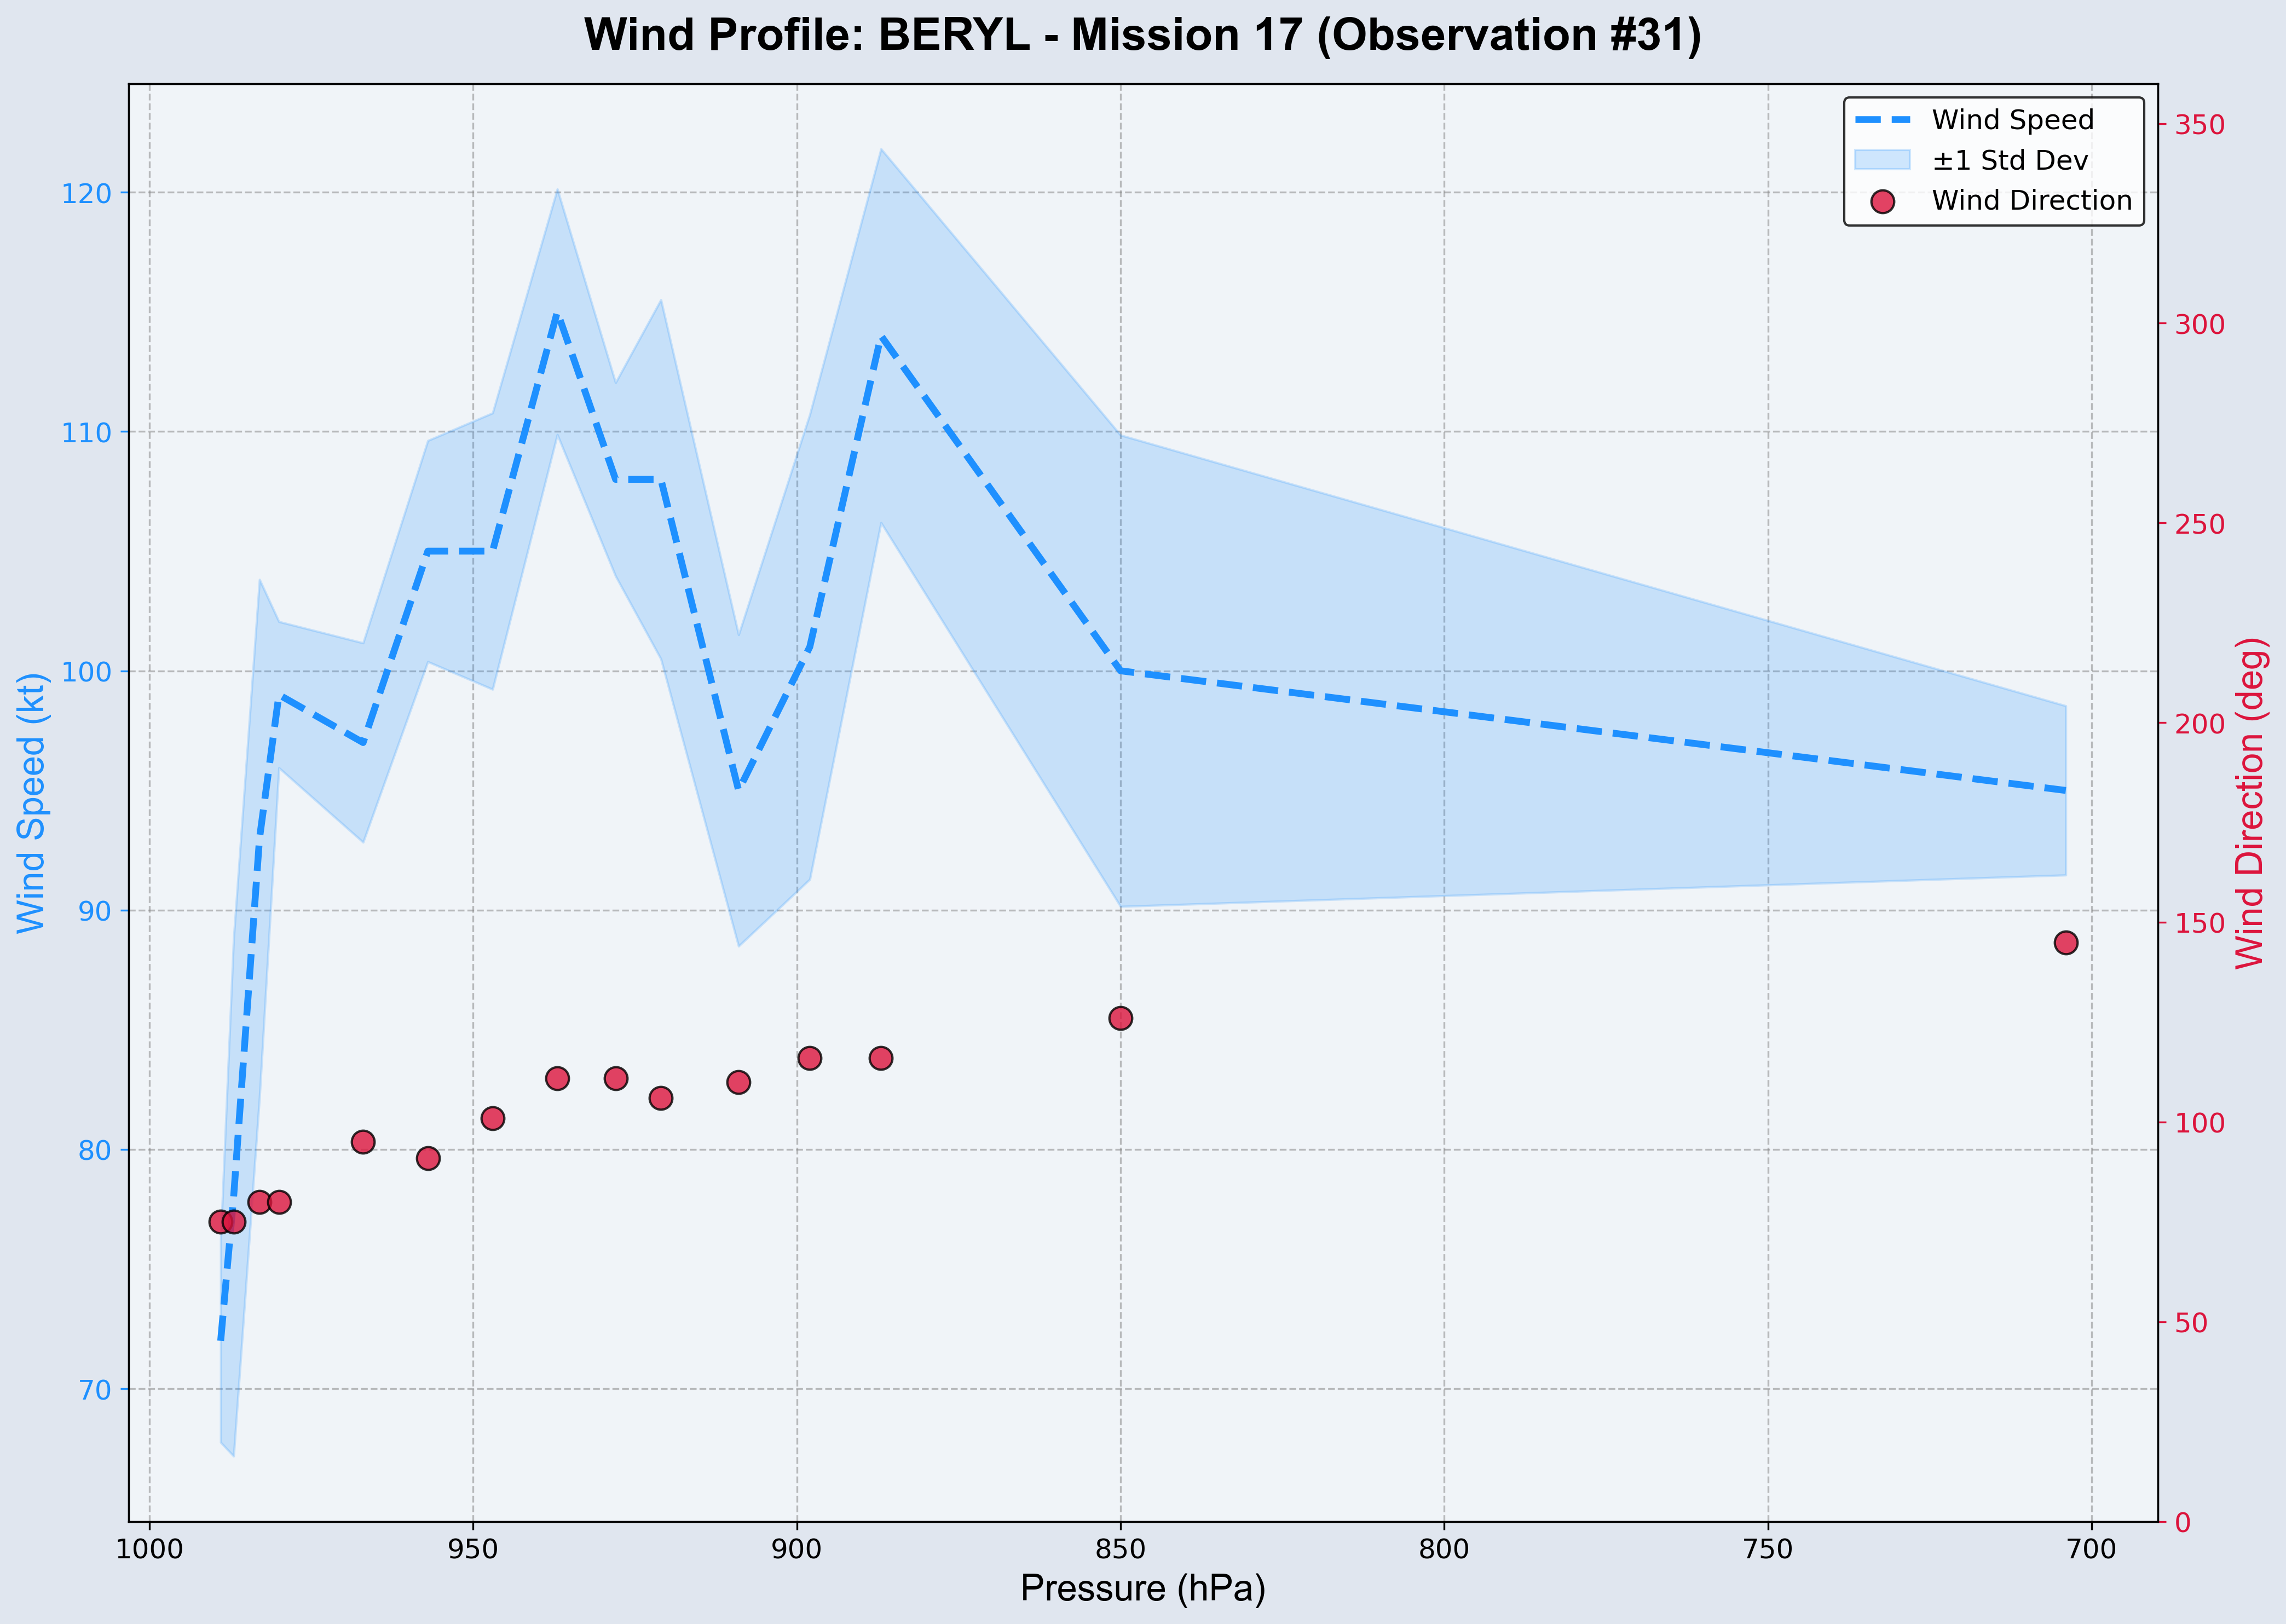 Wind Profile: BERYL - Mission 17 (Observation #31)
Wind Speed
±1 Std Dev
Wind Direction
Wind Speed (kt)
120
110
100
90
80
70
350
300
250
200
150
100
50
0
Wind Direction (deg)
1000 950 900 850 800 750 700
Pressure (hPa)